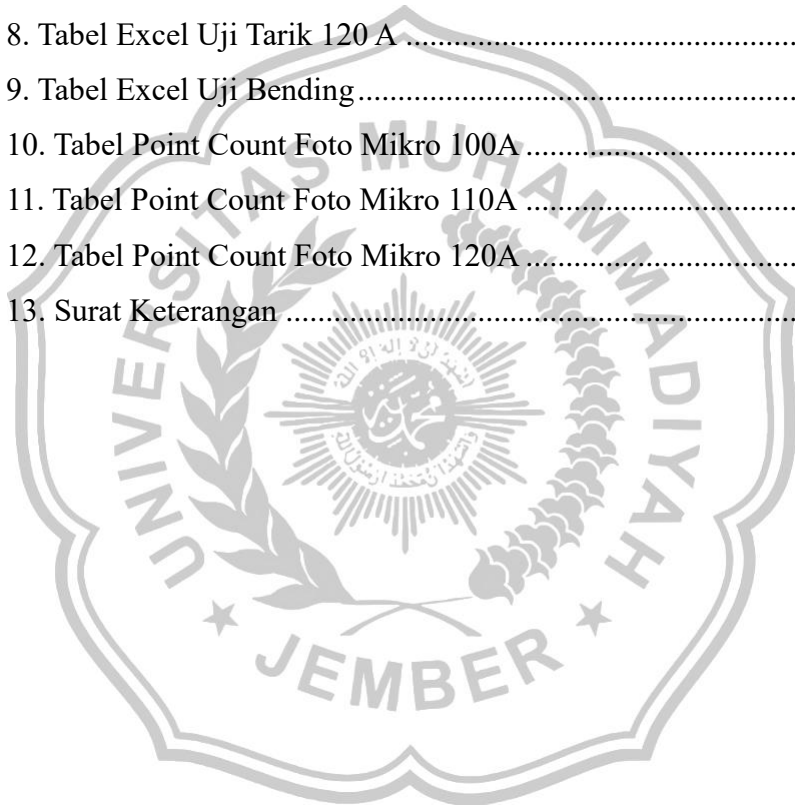 8. Tabel Excel Uji Tarik 120 A ....................................................
9. Tabel Excel Uji Bending..........................................................
10. Tabel Point Count Foto Mikro 100A .....................................
11. Tabel Point Count Foto Mikro 110A .....................................
12. Tabel Point Count Foto Mikro 120A .....................................
13. Surat Keterangan ...................................................................
UNIVERSITAS MUHAMMADIYAH
JEMBER